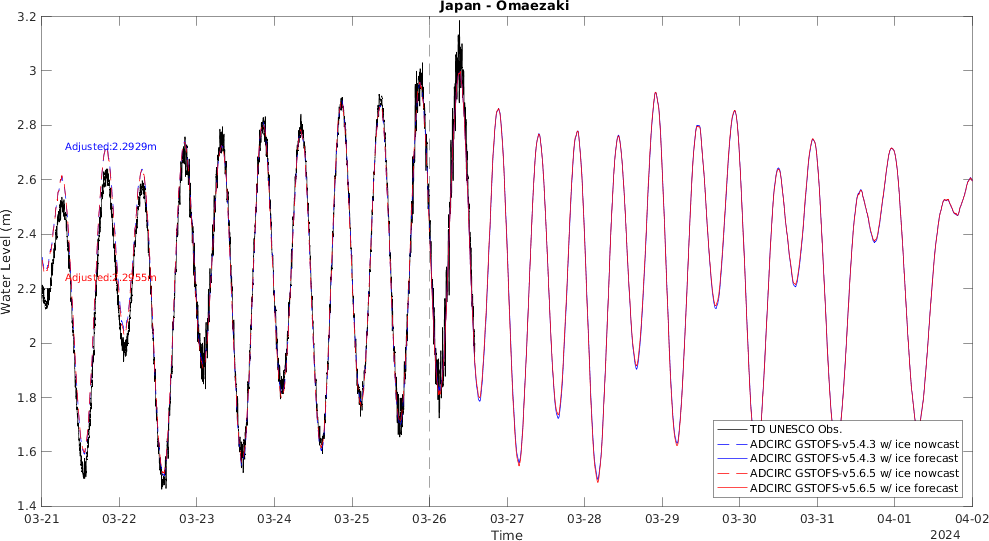 Japan - Omaezaki
3.2
3
2.8
2.6
2.4
2.2
2
1.8
1.6
1.4
Water Level (m)
Adjusted:2.2929m
Adjusted:2.2955m
TD UNESCO Obs.
ADCIRC GSTOFS-v5.4.3 w/ ice nowcast
ADCIRC GSTOFS-v5.4.3 w/ ice forecast
ADCIRC GSTOFS-v5.6.5 w/ ice nowcast
ADCIRC GSTOFS-v5.6.5 w/ ice forecast
03-21 03-22 03-23 03-24 03-25 03-26 03-27 03-28 03-29 03-30 03-31 04-01 04-02
Time
2024